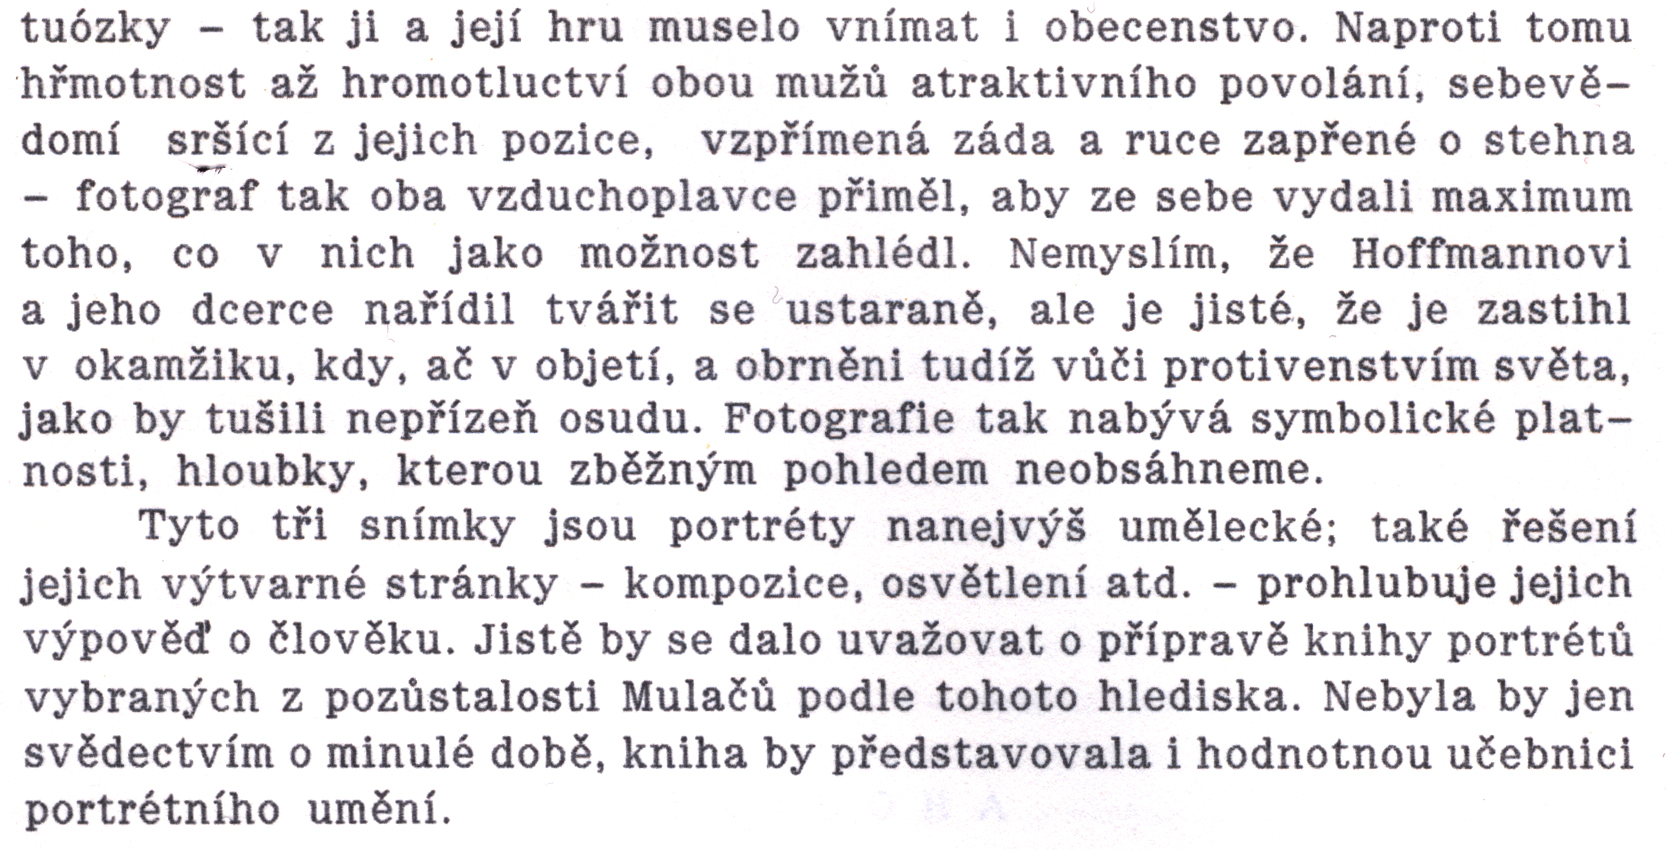 tuózky – tak ji a její hru muselo vnímat i obecenstvo. Naproti tomu
hřmotnost až hromotluctví obou mužů atraktivního povolání, sebevě–
domí sršící z jejich pozice, vzpřímená záda a ruce zapřené o stehna
– fotograf tak oba vzduchoplavce přiměl, aby ze sebe vydali maximum
toho, co v nich jako možnost zahlédl. Nemyslím, že Hoffmannovi
a jeho dcerce nařídil tvářit se ustaraně, ale je jisté, že je zastihl
v okamžiku, kdy, ač v objetí, a obrněni tudíž vůči protivenstvím světa,
jako by tušili nepřízeň osudu. Fotografie tak nabývá symbolické plat–
nosti, hloubky, kterou zběžným pohledem neobsáhneme.
Tyto tři snímky jsou portréty nanejvýš umělecké; také řešení
jejich výtvarné stránky – kompozice, osvětlení atd. – prohlubuje jejich
výpověď o člověku. Jistě by se dalo uvažovat o přípravě knihy portrétů
vybraných z pozůstalosti Mulačů podle tohoto hlediska. Nebyla by jen
svědectvím o minulé době, kniha by představovala i hodnotnou učebnici
portrétního umění.